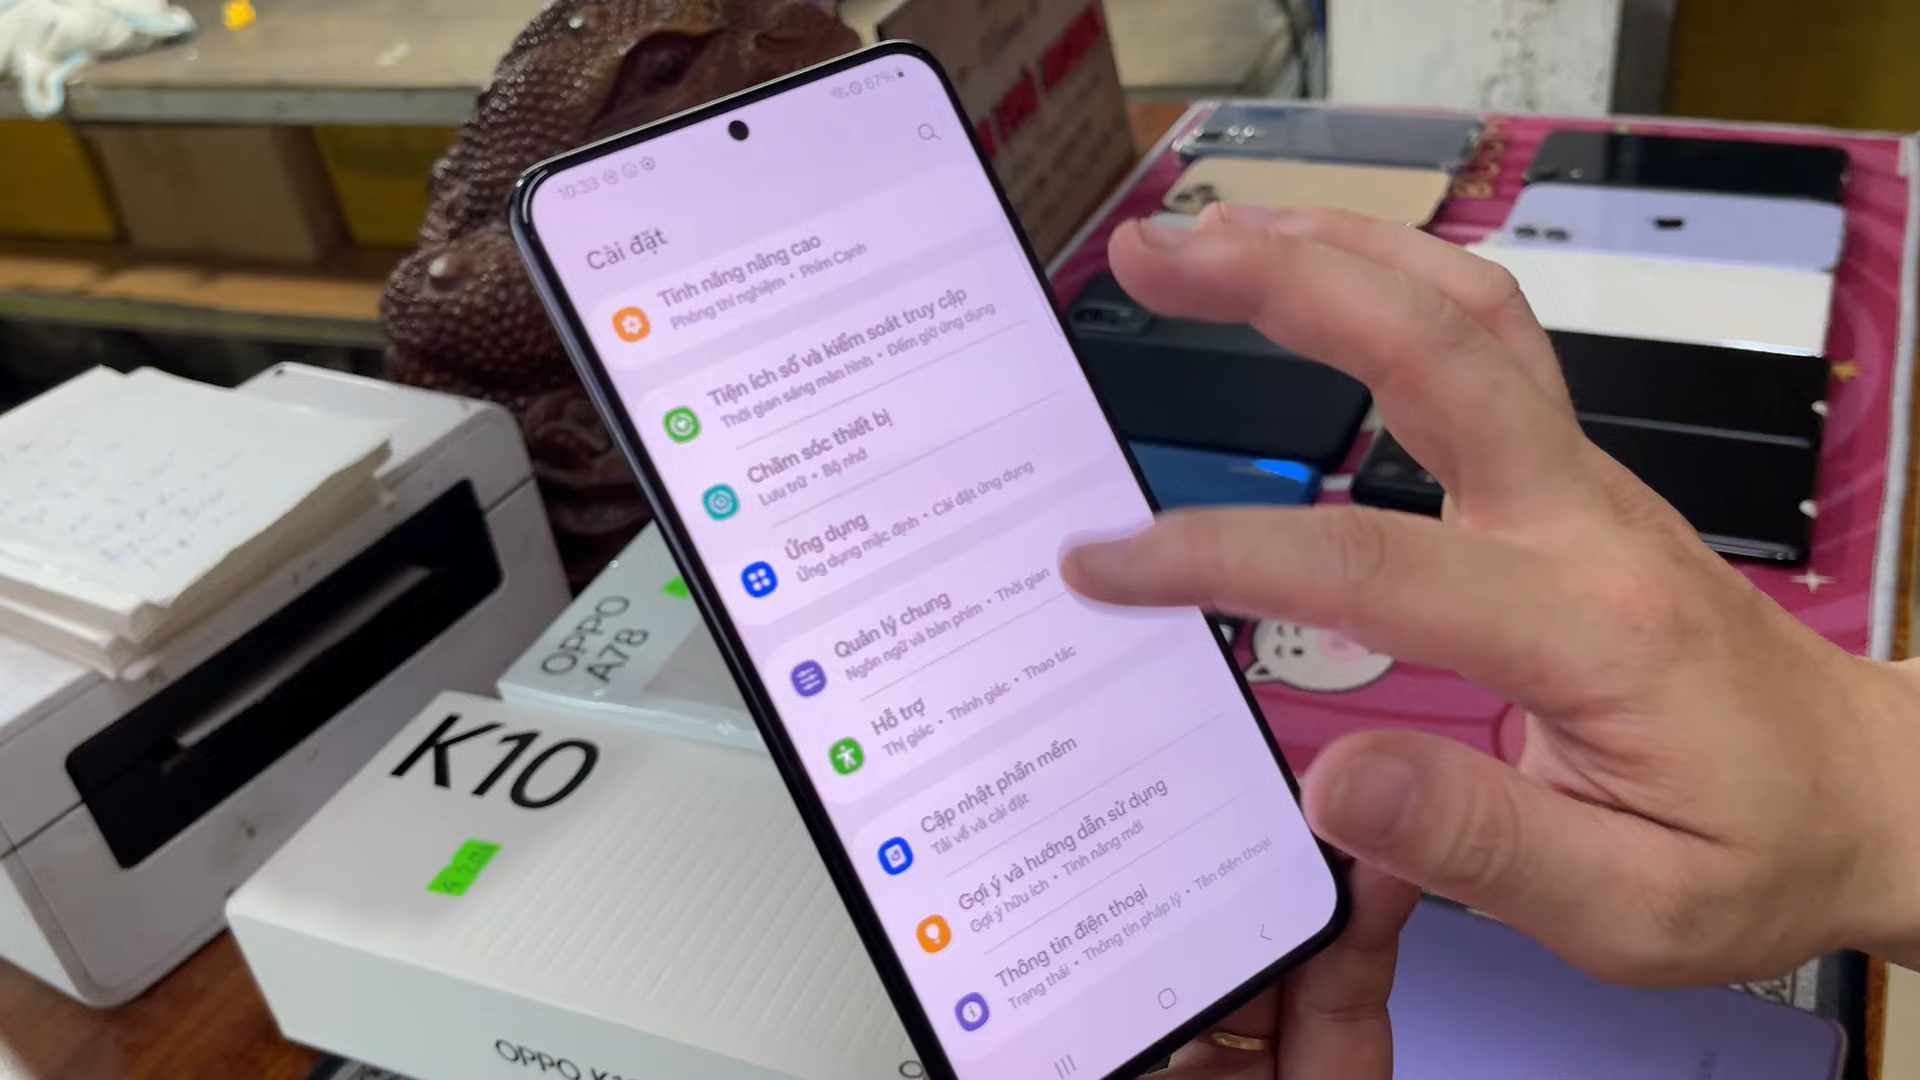 10:33
67%
Cài đặt
Tính năng nâng cao
Phòng thí nghiệm • Phím Cạnh
Tiện ích số và kiểm soát truy cập
Thời gian sáng màn hình • Đếm giờ ứng dụng
Chăm sóc thiết bị
Lưu trữ • Bộ nhớ
Ứng dụng
Ứng dụng mặc định • Cài đặt ứng dụng
Quản lý chung
Ngôn ngữ và bàn phím • Thời gian
Hỗ trợ
Thị giác • Thính giác • Thao tác
Cập nhật phần mềm
Tải về và cài đặt
Gợi ý và hướng dẫn sử dụng
Gợi ý hữu ích • Tính năng mới
Thông tin điện thoại
Trạng thái • Thông tin pháp lý • Tên điện thoại
OPPO
A78
K10
OPPO